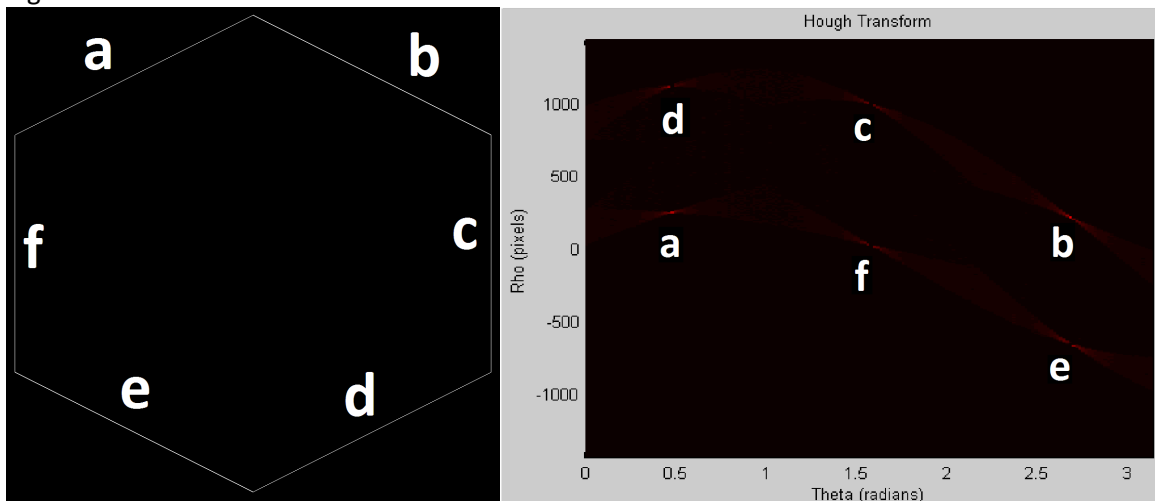 a
b
f
c
e
d
Hough Transform
Rho (pixels)
1000
500
0
-500
-1000
d
c
a
f
b
e
0 0.5 1 1.5 2 2.5 3
Theta (radians)